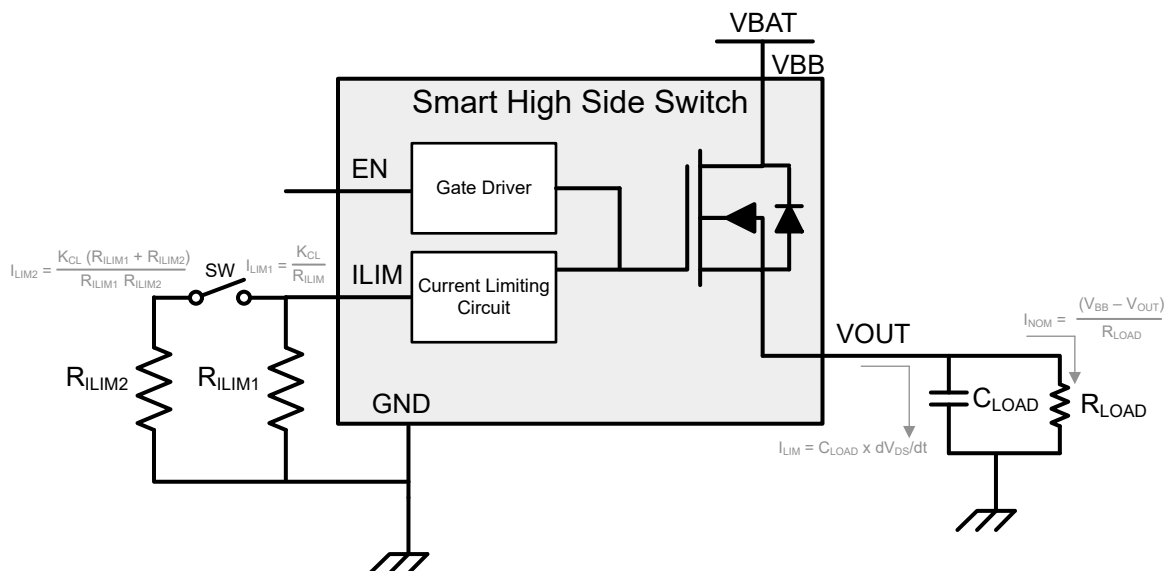 VBAT
VBB
Smart High Side Switch
EN
Gate Driver
I_LIM2 = K_CL (R_ILIM1 + R_ILIM2) / R_ILIM1 R_ILIM2
SW
I_LIM1 = K_CL / R_ILIM
ILIM
Current Limiting
Circuit
I_NOM = (V_BB – V_OUT) / R_LOAD
VOUT
R_ILIM2
R_ILIM1
GND
C_LOAD
R_LOAD
I_LIM = C_LOAD x dV_DS/dt